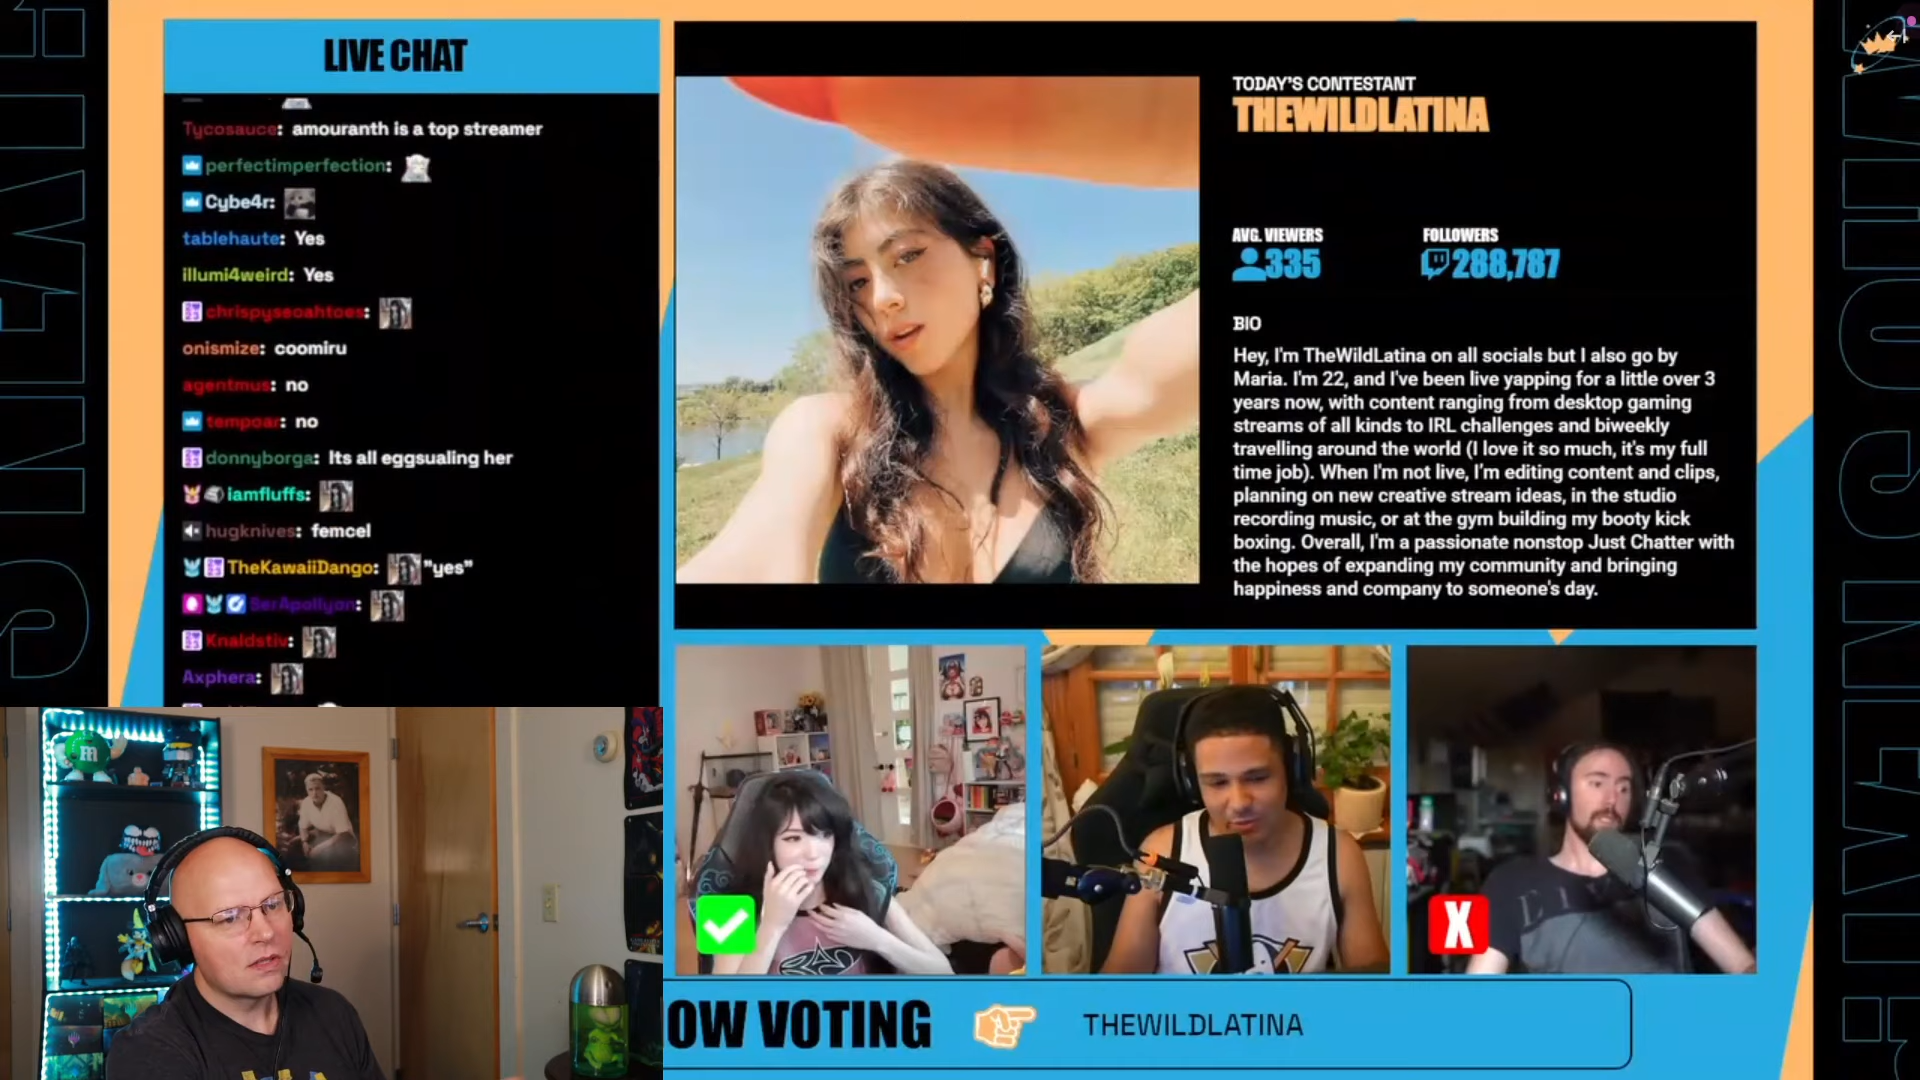 LIVE CHAT
Tycosauce: amouranth is a top streamer
perfectimperfection:
Cybe4r:
tablehaute: Yes
illumi4weird: Yes
chrispyseoahtoes:
onismize: coomiru
agentmus: no
tempoar: no
donnyborga: Its all eggsualing her
iamfluffs:
hugknives: femcel
TheKawaiiDango: "yes"
SerApollyon:
Knaldstiv:
Axphera:
TODAY'S CONTESTANT
THEWILDLATINA
AVG. VIEWERS
335
FOLLOWERS
288,787
BIO
Hey, I'm TheWildLatina on all socials but I also go by
Maria. I'm 22, and I've been live yapping for a little over 3
years now, with content ranging from desktop gaming
streams of all kinds to IRL challenges and biweekly
travelling around the world (I love it so much, it's my full
time job). When I'm not live, I'm editing content and clips,
planning on new creative stream ideas, in the studio
recording music, or at the gym building my booty kick
boxing. Overall, I'm a passionate nonstop Just Chatter with
the hopes of expanding my community and bringing
happiness and company to someone's day.
X
OW VOTING
THEWILDLATINA